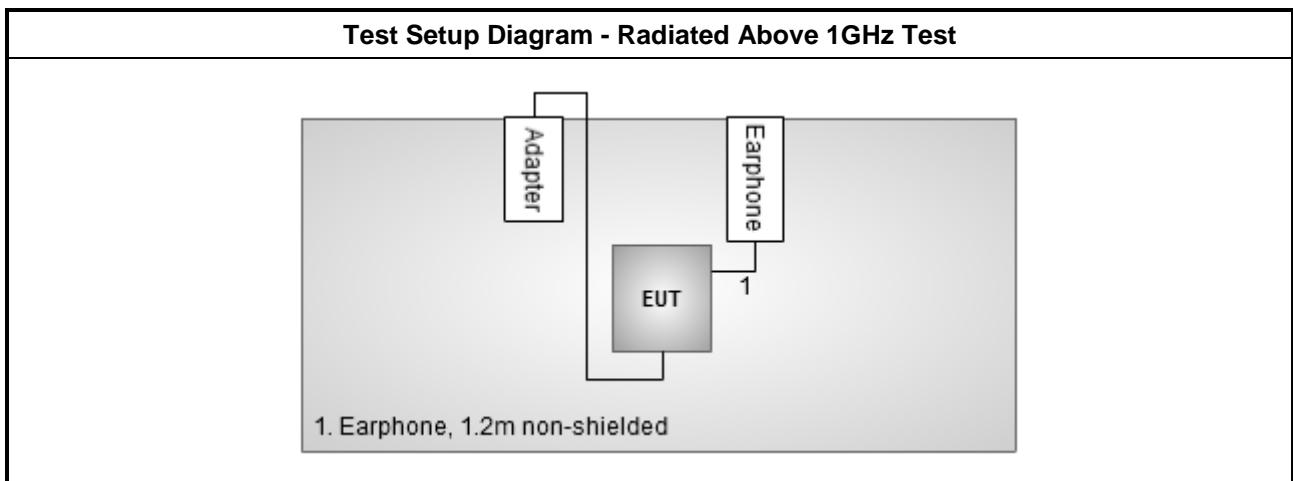 Test Setup Diagram - Radiated Above 1GHz Test
Adapter
Earphone
EUT
1
1. Earphone, 1.2m non-shielded